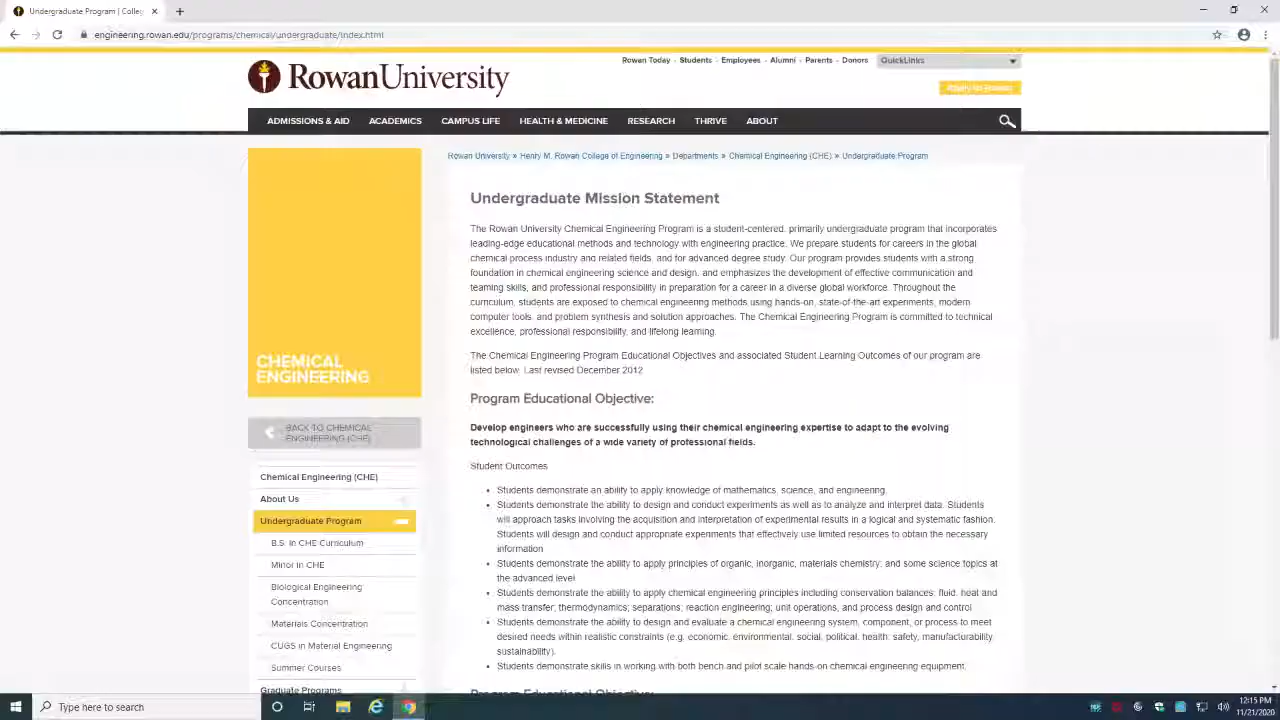 Undergraduate Program | Colleg
engineering.rowan.edu/programs/chemical/undergraduate/index.html
Rowan Today - Students - Employees - Alumni - Parents - Donors
QuickLinks
RowanUniversity
Apply to Rowan
ADMISSIONS & AID ACADEMICS CAMPUS LIFE HEALTH & MEDICINE RESEARCH THRIVE ABOUT
Rowan University » Henry M. Rowan College of Engineering » Departments » Chemical Engineering (CHE) » Undergraduate Program
CHEMICAL
ENGINEERING
BACK TO CHEMICAL
ENGINEERING (CHE)
Chemical Engineering (CHE)
About Us
Undergraduate Program
B.S. in CHE Curriculum
Minor in CHE
Biological Engineering
Concentration
Materials Concentration
CUGS in Material Engineering
Summer Courses
Graduate Programs
Undergraduate Mission Statement
The Rowan University Chemical Engineering Program is a student-centered, primarily undergraduate program that incorporates
leading-edge educational methods and technology with engineering practice. We prepare students for careers in the global
chemical process industry and related fields, and for advanced degree study. Our program provides students with a strong
foundation in chemical engineering science and design, and emphasizes the development of effective communication and
teaming skills, and professional responsibility in preparation for a career in a diverse global workforce. Throughout the
curriculum, students are exposed to chemical engineering methods using hands-on, state-of-the-art experiments, modern
computer tools, and problem synthesis and solution approaches. The Chemical Engineering Program is committed to technical
excellence, professional responsibility, and lifelong learning.
The Chemical Engineering Program Educational Objectives and associated Student Learning Outcomes of our program are
listed below. Last revised December 2012
Program Educational Objective:
Develop engineers who are successfully using their chemical engineering expertise to adapt to the evolving
technological challenges of a wide variety of professional fields.
Student Outcomes
• Students demonstrate an ability to apply knowledge of mathematics, science, and engineering.
• Students demonstrate the ability to design and conduct experiments as well as to analyze and interpret data. Students
will approach tasks involving the acquisition and interpretation of experimental results in a logical and systematic fashion.
Students will design and conduct appropriate experiments that effectively use limited resources to obtain the necessary
information
• Students demonstrate the ability to apply principles of organic, inorganic, materials chemistry; and some science topics at
the advanced level
• Students demonstrate the ability to apply chemical engineering principles including conservation balances; fluid, heat and
mass transfer; thermodynamics; separations; reaction engineering; unit operations, and process design and control
• Students demonstrate the ability to design and evaluate a chemical engineering system, component, or process to meet
desired needs within realistic constraints (e.g. economic, environmental, social, political, health, safety, manufacturability,
sustainability).
• Students demonstrate skills in working with both bench and pilot scale hands-on chemical engineering equipment.
Program Educational Objective:
Type here to search
12:15 PM
11/21/2020